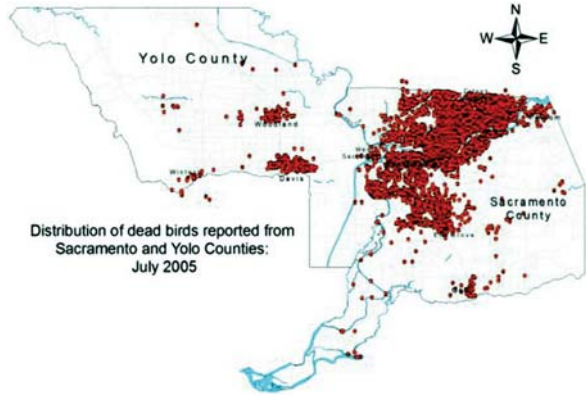 N
Yolo County
W E
S
Woodland
Davis
Sacramento
County
Distribution of dead birds reported from
Sacramento and Yolo Counties:
July 2005